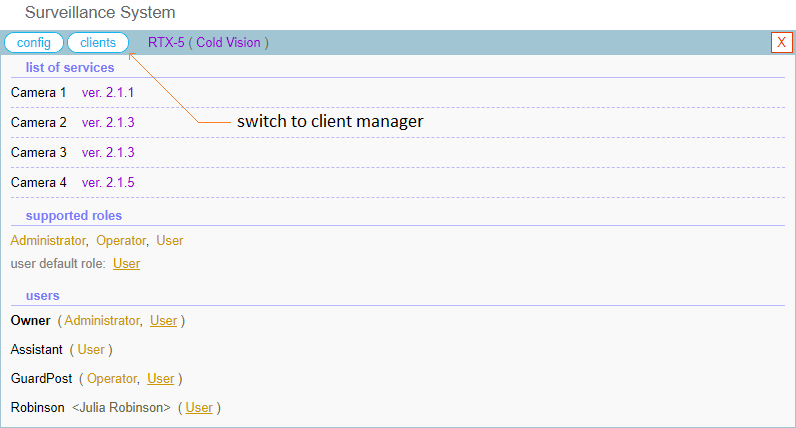 Surveillance System
config clients RTX-5 ( Cold Vision ) X
list of services
Camera 1 ver. 2.1.1
Camera 2 ver. 2.1.3
switch to client manager
Camera 3 ver. 2.1.3
Camera 4 ver. 2.1.5
supported roles
Administrator, Operator, User
user default role: User
users
Owner ( Administrator, User )
Assistant ( User )
GuardPost ( Operator, User )
Robinson <Julia Robinson> ( User )